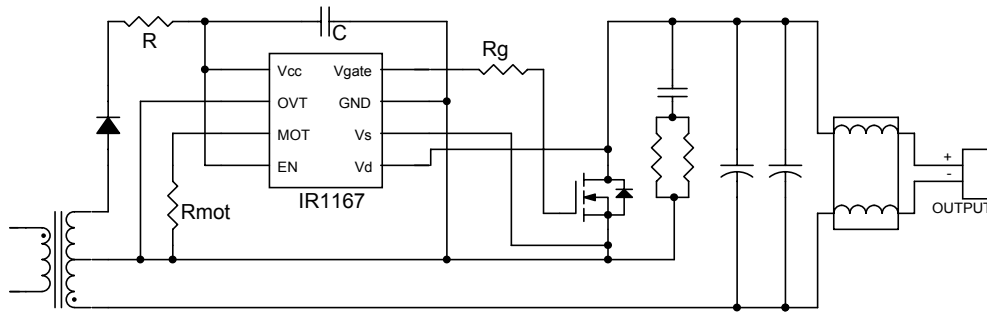 R
C
Rg
Vcc
Vgate
OVT
GND
MOT
Vs
EN
Vd
IR1167
Rmot
+
-
OUTPUT